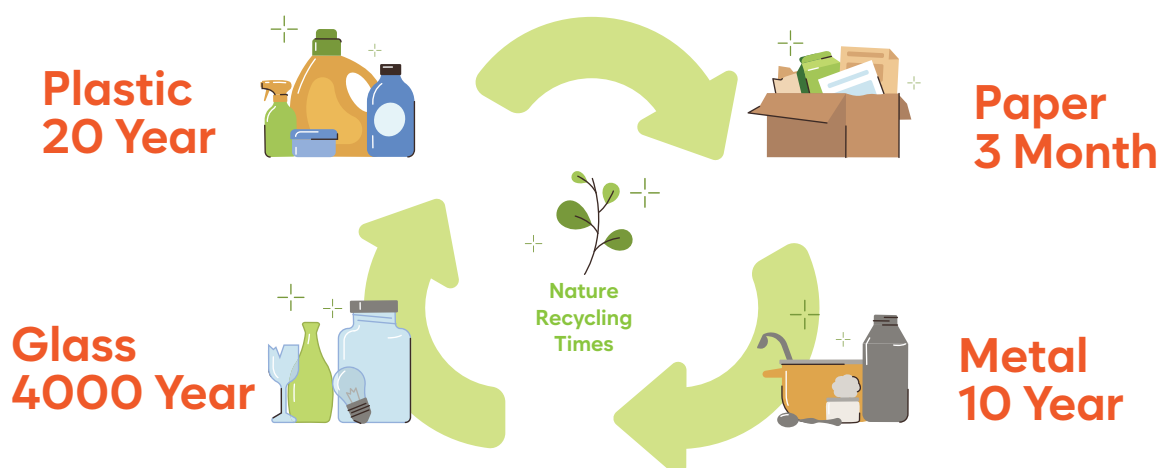 Plastic
20 Year
Paper
3 Month
Nature
Recycling
Times
Glass
4000 Year
Metal
10 Year